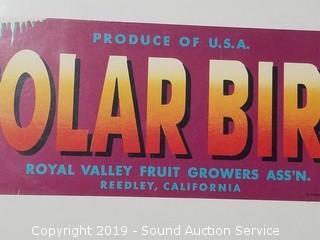 PRODUCE OF U.S.A.
OLAR BIR
ROYAL VALLEY FRUIT GROWERS ASS'N.
REEDLEY, CALIFORNIA
Copyright 2019 - Sound Auction Service